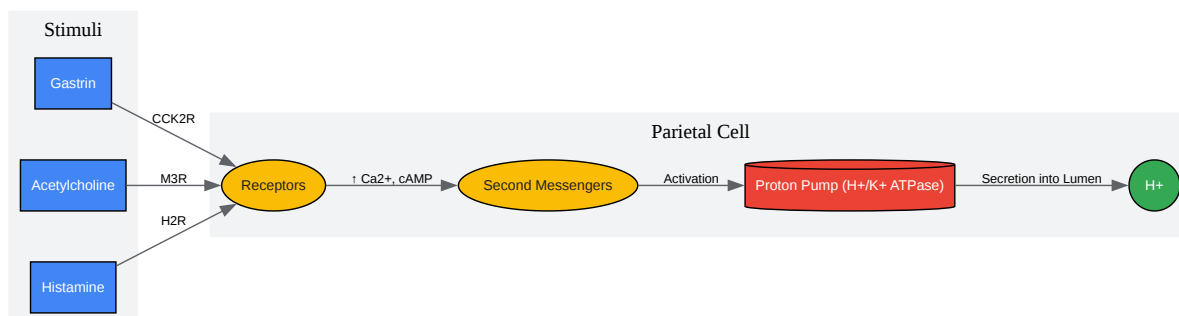 Stimuli
Gastrin
CCK2R
Parietal Cell
Acetylcholine
M3R
Receptors
↑ Ca2+, cAMP
Second Messengers
Activation
Proton Pump (H+/K+ ATPase)
Secretion into Lumen
H+
H2R
Histamine